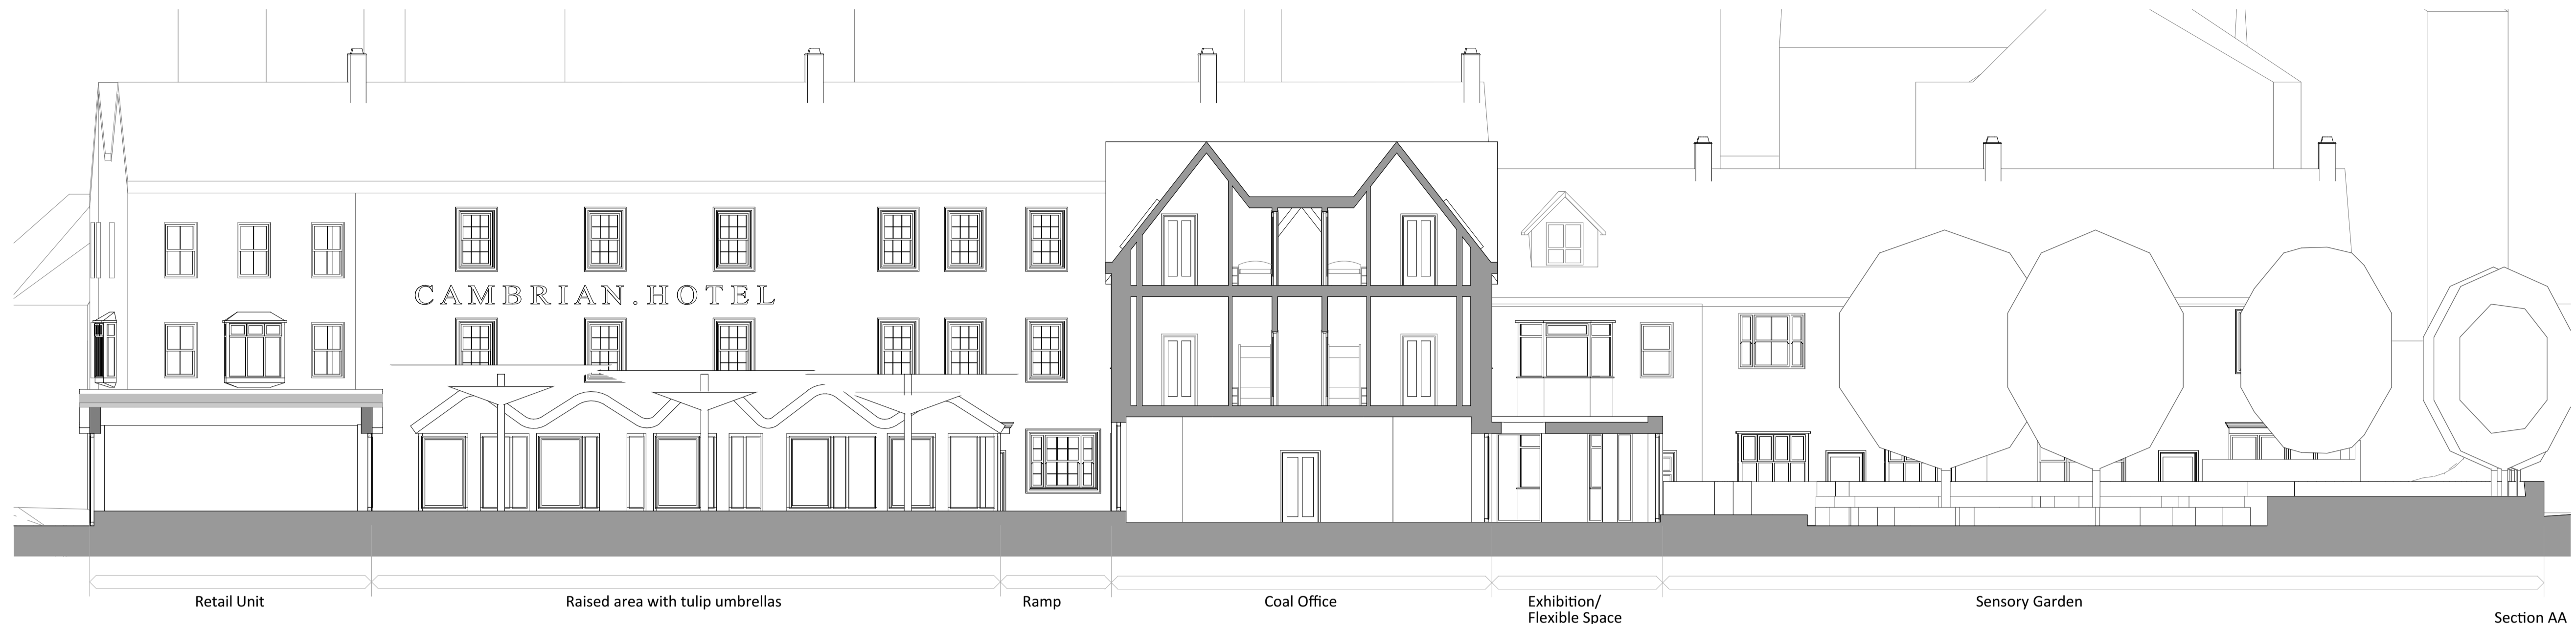 CAMBRIAN.HOTEL
Retail Unit
Raised area with tulip umbrellas
Ramp
Coal Office
Exhibition/
Flexible Space
Sensory Garden
Section AA